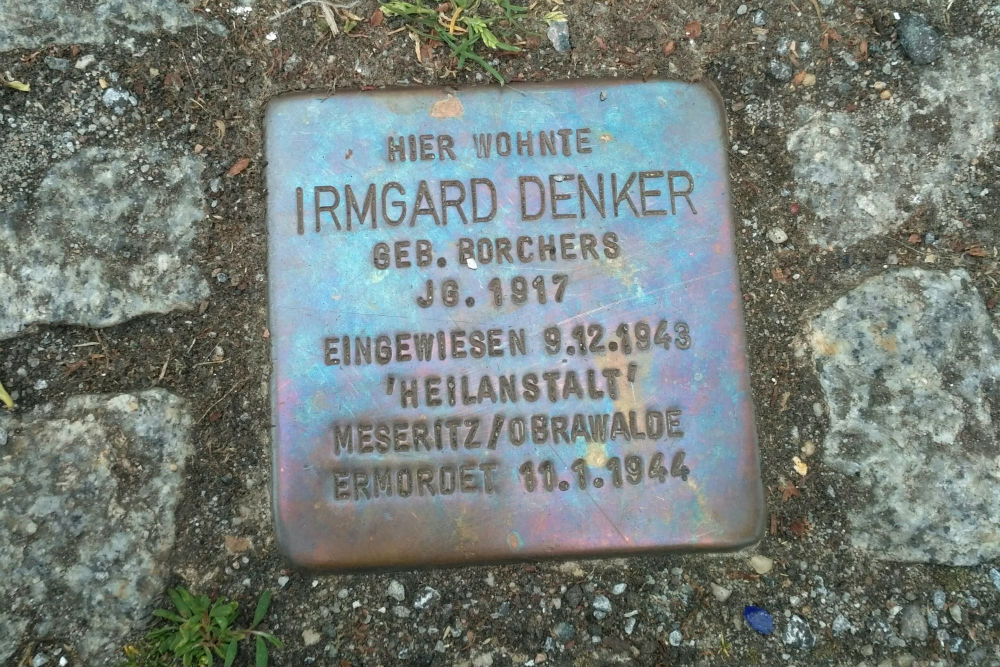 HIER WOHNTE
IRMGARD DENKER
GEB. BORCHERS
JG. 1917
EINGEWIESEN 9.12.1943
'HEILANSTALT'
MESERITZ/OBRAWALDE
ERMORDET 11.1.1944